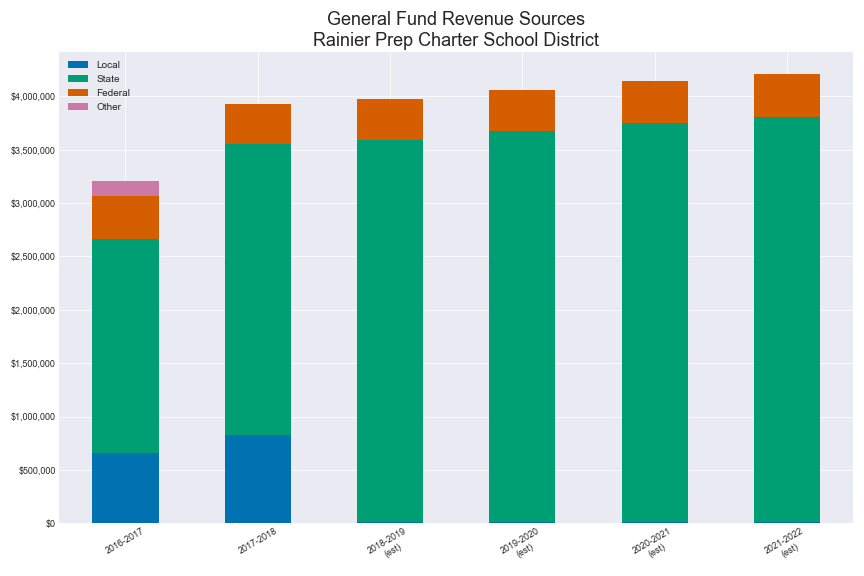 General Fund Revenue Sources
Rainier Prep Charter School District
Local
State
Federal
Other
$4,000,000
$3,500,000
$3,000,000
$2,500,000
$2,000,000
$1,500,000
$1,000,000
$500,000
$0
2016-2017
2017-2018
2018-2019
(est)
2019-2020
(est)
2020-2021
(est)
2021-2022
(est)